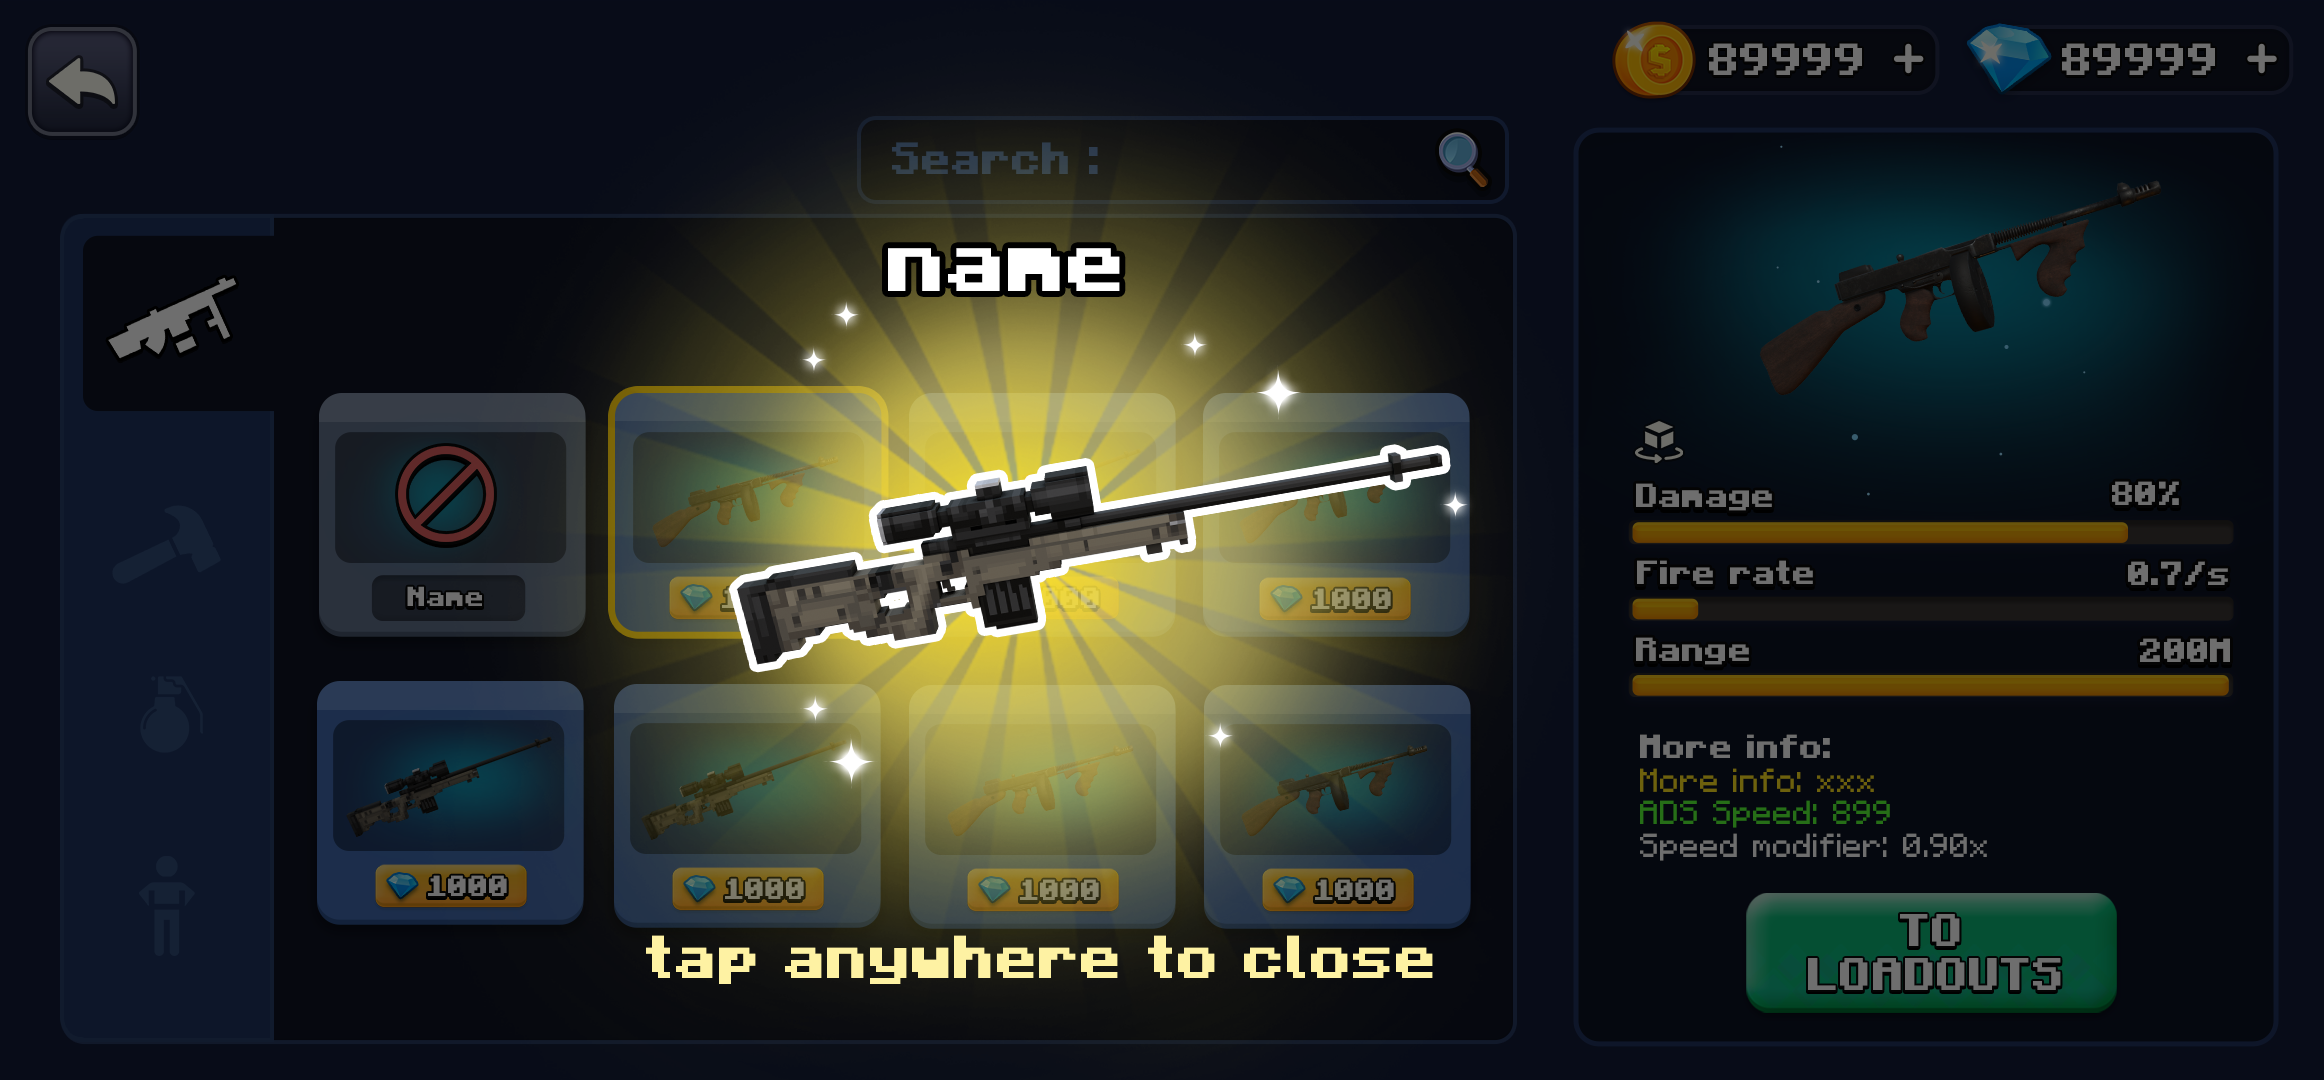 89999 +
89999 +
Search :
name
Name
1000
1000
1000
1000
1000
1000
tap anywhere to close
Damage 80%
Fire rate 0.7/s
Range 200M
More info:
More info: xxx
ADS Speed: 899
Speed modifier: 0.90x
TO
LOADOUTS